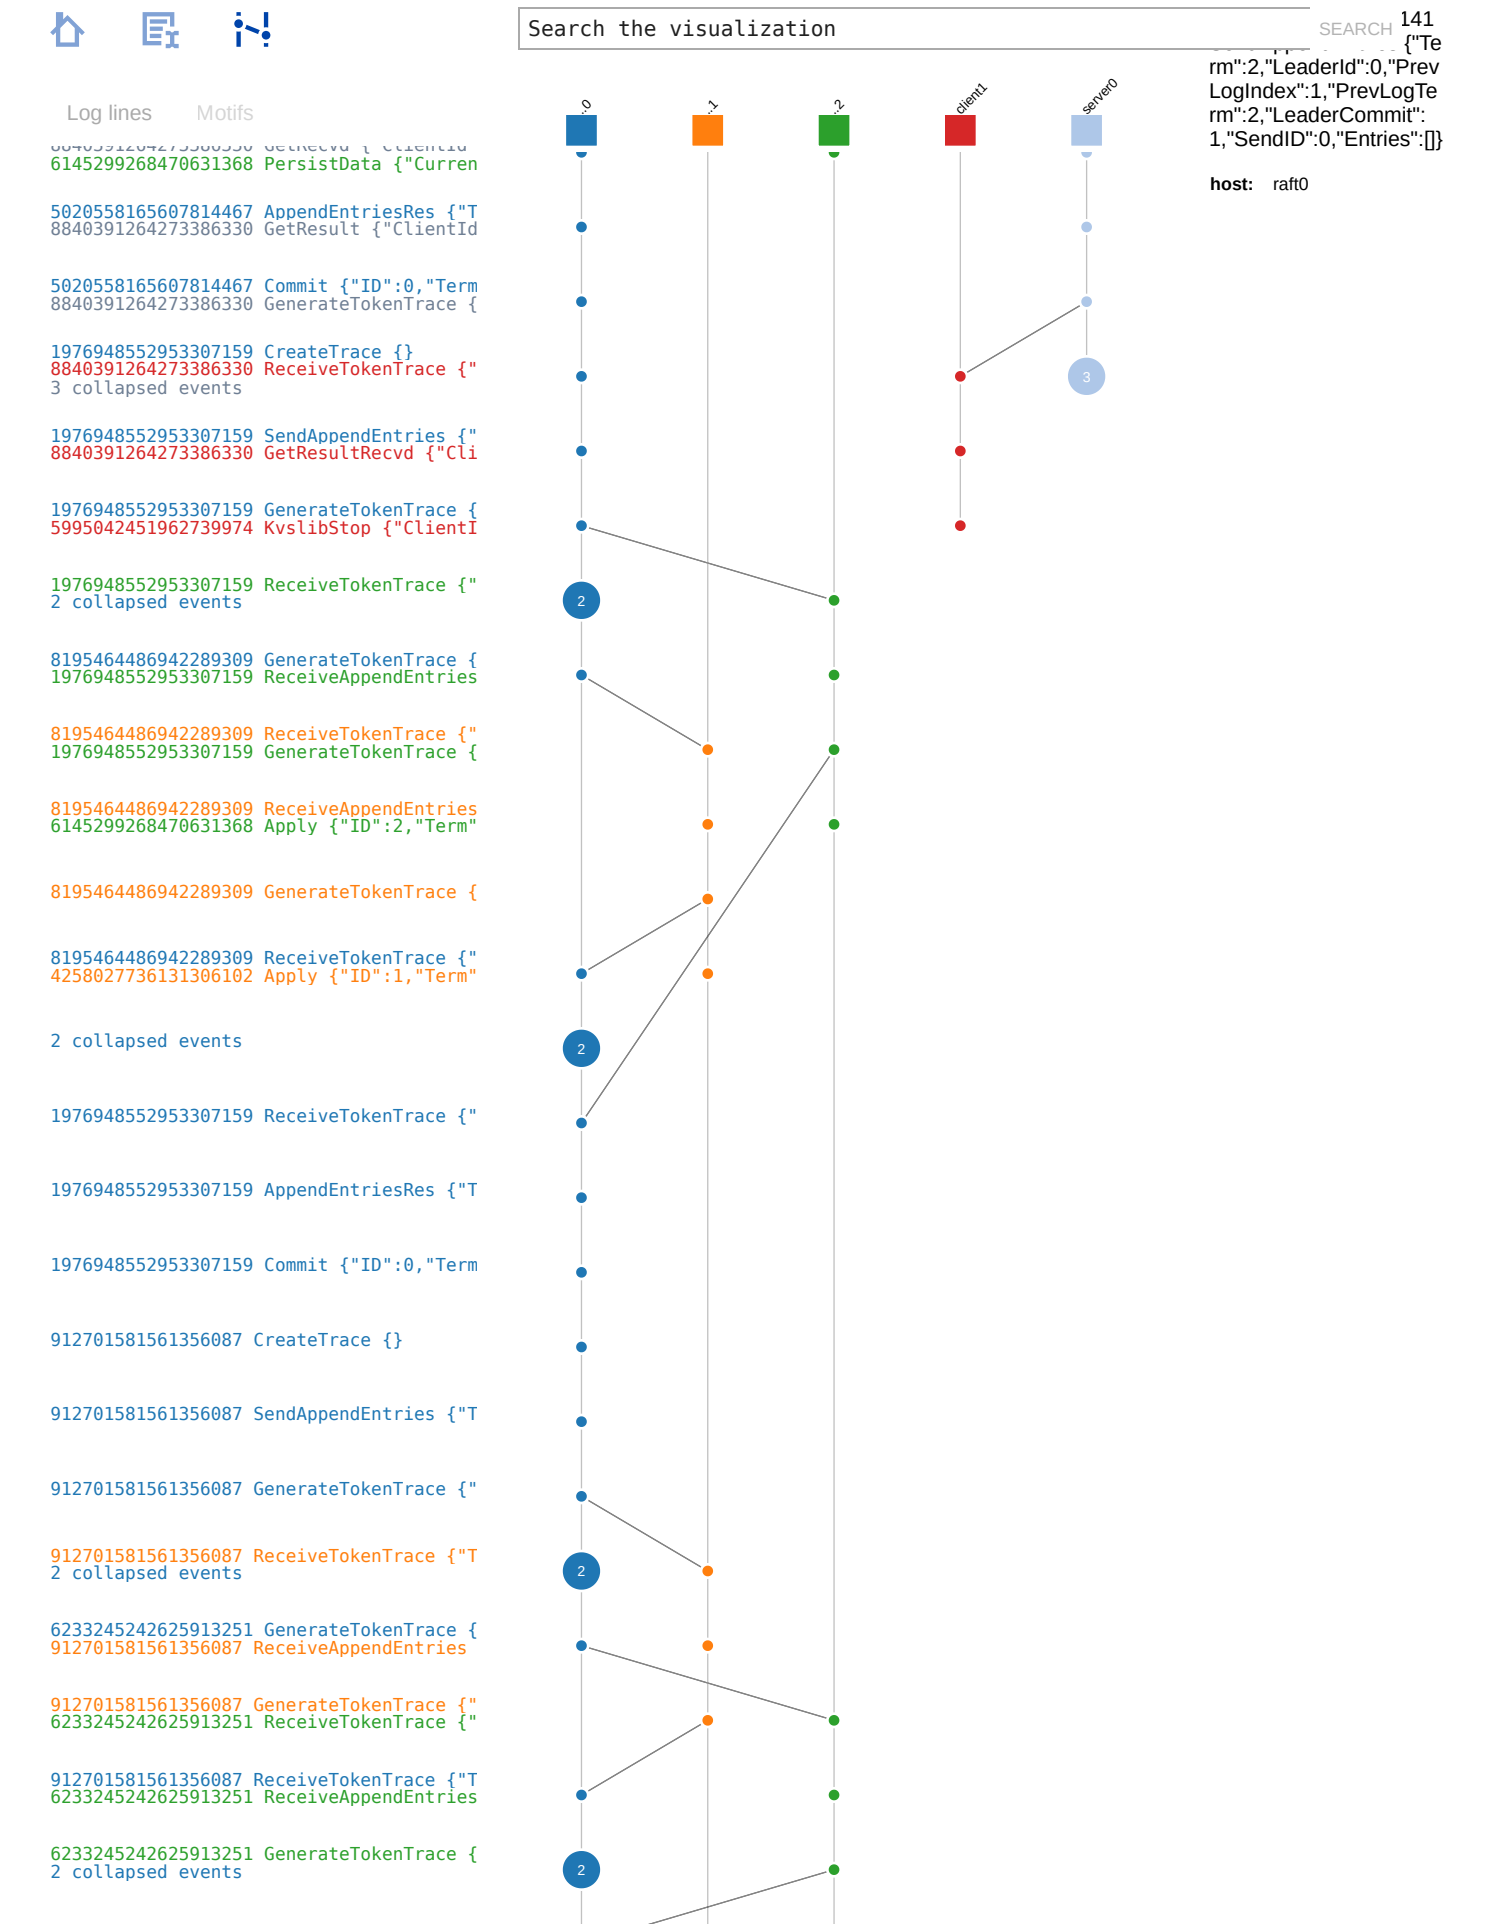 Search the visualization
SEARCH
141
{"Te
rm":2,"LeaderId":0,"Prev
LogIndex":1,"PrevLogTe
rm":2,"LeaderCommit":
1,"SendID":0,"Entries":[]}
host: raft0
Log lines Motifs
..0
..1
..2
client1
server0
8840391264273386330 GetRecvd {"ClientId
6145299268470631368 PersistData {"Curren
5020558165607814467 AppendEntriesRes {"T
8840391264273386330 GetResult {"ClientId
5020558165607814467 Commit {"ID":0,"Term
8840391264273386330 GenerateTokenTrace {
1976948552953307159 CreateTrace {}
8840391264273386330 ReceiveTokenTrace {"
3 collapsed events
3
1976948552953307159 SendAppendEntries {"
8840391264273386330 GetResultRecvd {"Cli
1976948552953307159 GenerateTokenTrace {
5995042451962739974 KvslibStop {"ClientI
1976948552953307159 ReceiveTokenTrace {"
2 collapsed events
2
8195464486942289309 GenerateTokenTrace {
1976948552953307159 ReceiveAppendEntries
8195464486942289309 ReceiveTokenTrace {"
1976948552953307159 GenerateTokenTrace {
8195464486942289309 ReceiveAppendEntries
6145299268470631368 Apply {"ID":2,"Term"
8195464486942289309 GenerateTokenTrace {
8195464486942289309 ReceiveTokenTrace {"
4258027736131306102 Apply {"ID":1,"Term"
2 collapsed events
2
1976948552953307159 ReceiveTokenTrace {"
1976948552953307159 AppendEntriesRes {"T
1976948552953307159 Commit {"ID":0,"Term
912701581561356087 CreateTrace {}
912701581561356087 SendAppendEntries {"T
912701581561356087 GenerateTokenTrace {"
912701581561356087 ReceiveTokenTrace {"T
2 collapsed events
2
6233245242625913251 GenerateTokenTrace {
912701581561356087 ReceiveAppendEntries
912701581561356087 GenerateTokenTrace {"
6233245242625913251 ReceiveTokenTrace {"
912701581561356087 ReceiveTokenTrace {"T
6233245242625913251 ReceiveAppendEntries
6233245242625913251 GenerateTokenTrace {
2 collapsed events
2